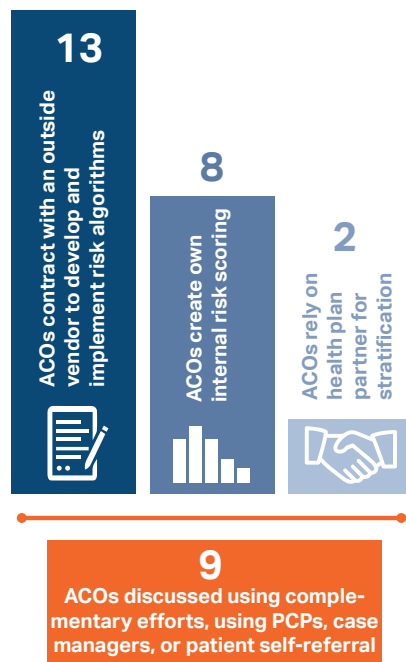 13
ACOs contract with an outside
vendor to develop and
implement risk algorithms
8
ACOs create own
internal risk scoring
2
ACOs rely on
health plan
partner for
stratification
9
ACOs discussed using comple-
mentary efforts, using PCPs, case
managers, or patient self-referral